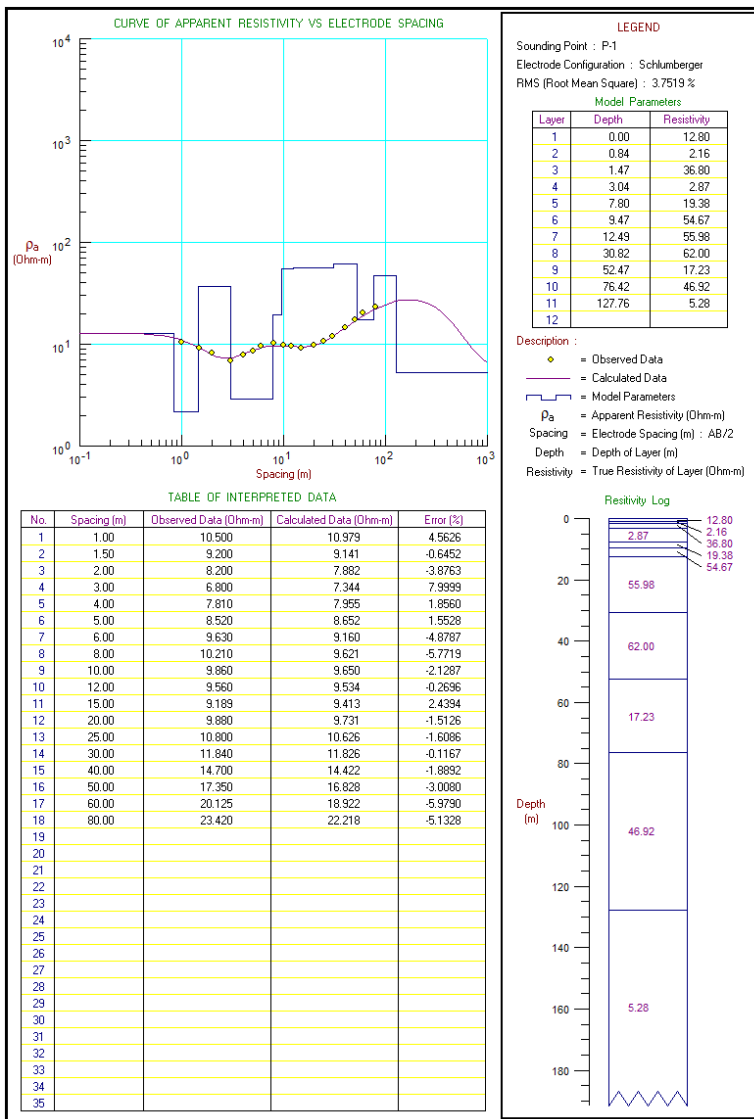 CURVE OF APPARENT RESISTIVITY VS ELECTRODE SPACING
10^4
10^3
10^2
10^1
10^0
ρa
(Ohm-m)
10^-1 10^0 10^1 10^2 10^3
Spacing (m)
LEGEND
Sounding Point : P-1
Electrode Configuration : Schlumberger
RMS (Root Mean Square) : 3.7519 %
Model Parameters
Layer Depth Resistivity
1 0.00 12.80
2 0.84 2.16
3 1.47 36.80
4 3.04 2.87
5 7.80 19.38
6 9.47 54.67
7 12.49 55.98
8 30.82 62.00
9 52.47 17.23
10 76.42 46.92
11 127.76 5.28
12
Description :
= Observed Data
= Calculated Data
= Model Parameters
ρa = Apparent Resistivity (Ohm-m)
Spacing = Electrode Spacing (m) : AB/2
Depth = Depth of Layer (m)
Resistivity = True Resistivity of Layer (Ohm-m)
TABLE OF INTERPRETED DATA
No. Spacing (m) Observed Data (Ohm-m) Calculated Data (Ohm-m) Error (%)
1 1.00 10.500 10.979 4.5626
2 1.50 9.200 9.141 -0.6452
3 2.00 8.200 7.882 -3.8763
4 3.00 6.800 7.344 7.9999
5 4.00 7.810 7.955 1.8560
6 5.00 8.520 8.652 1.5528
7 6.00 9.630 9.160 -4.8787
8 8.00 10.210 9.621 -5.7719
9 10.00 9.860 9.650 -2.1287
10 12.00 9.560 9.534 -0.2696
11 15.00 9.189 9.413 2.4394
12 20.00 9.880 9.731 -1.5126
13 25.00 10.800 10.626 -1.6086
14 30.00 11.840 11.826 -0.1167
15 40.00 14.700 14.422 -1.8892
16 50.00 17.350 16.828 -3.0080
17 60.00 20.125 18.922 -5.9790
18 80.00 23.420 22.218 -5.1328
19
20
21
22
23
24
25
26
27
28
29
30
31
32
33
34
35
Resitivity Log
0
20
40
60
80
100
120
140
160
180
Depth
(m)
12.80
2.16
36.80
2.87
19.38
54.67
55.98
62.00
17.23
46.92
5.28